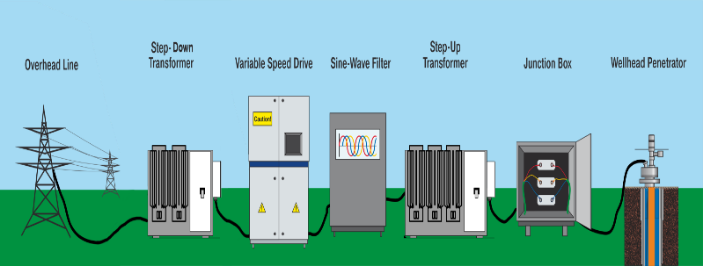 Overhead Line
Step-Down
Transformer
Variable Speed Drive
Sine-Wave Filter
Step-Up
Transformer
Junction Box
Wellhead Penetrator
Caution!